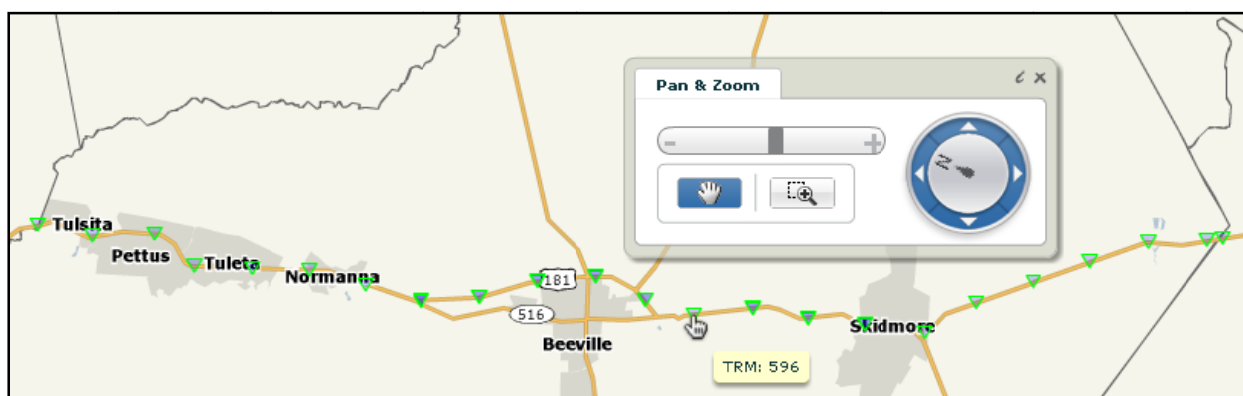 Pan & Zoom
i
-
+
N
Tulsita
Pettus
Tuleta
Normanna
181
516
Beeville
Skidmore
TRM: 596